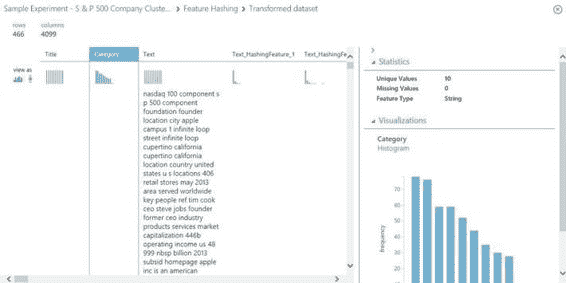 Sample Experiment - S & P 500 Company Cluste... > Feature Hashing > Transformed dataset
rows columns
466 4099
Title Category Text Text_HashingFeature_1 Text_HashingFe
view as
nasdaq 100 component s
p 500 component
foundation founder
location city apple
campus 1 infinite loop
street infinite loop
cupertino california
cupertino california
location country united
states u s locations 406
retail stores may 2013
area served worldwide
key people ref tim cook
ceo steve jobs founder
former ceo industry
products services market
capitalization 446b
operating income us 48
999 nbsp billion 2013
subsid homepage apple
inc is an american
Statistics
Unique Values 10
Missing Values 0
Feature Type String
Visualizations
Category
Histogram
frequency
70
60
50
40
30
20
10